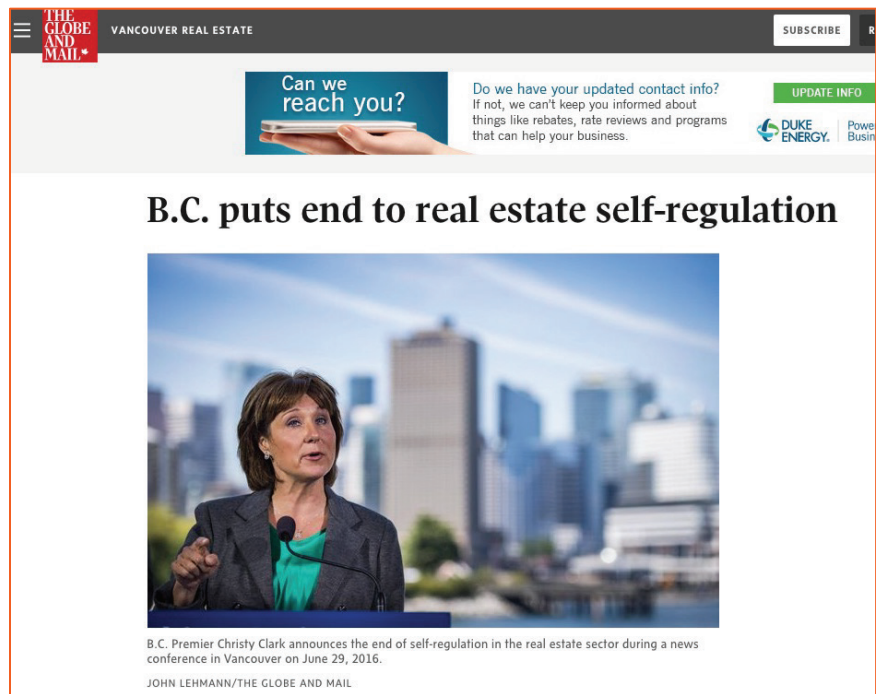 THE
GLOBE
AND
MAIL
VANCOUVER REAL ESTATE
SUBSCRIBE
R
Can we
reach you?
Do we have your updated contact info?
If not, we can't keep you informed about
things like rebates, rate reviews and programs
that can help your business.
UPDATE INFO
DUKE
ENERGY.
Powe
Busin
B.C. puts end to real estate self-regulation
B.C. Premier Christy Clark announces the end of self-regulation in the real estate sector during a news
conference in Vancouver on June 29, 2016.
JOHN LEHMANN/THE GLOBE AND MAIL